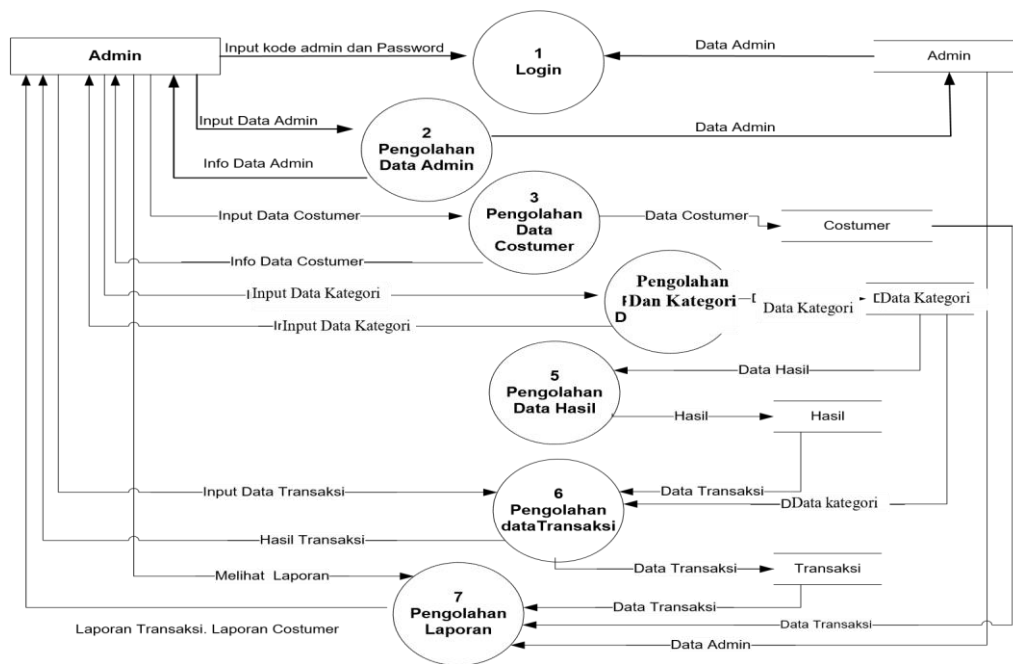 Admin
Input kode admin dan Password
1
Login
Data Admin
Admin
Input Data Admin
2
Pengolahan
Data Admin
Data Admin
Info Data Admin
3
Pengolahan
Data
Costumer
Input Data Costumer
Data Costumer
Costumer
Info Data Costumer
Pengolahan
Dan Kategori
Input Data Kategori
Data Kategori
Data Kategori
Input Data Kategori
5
Pengolahan
Data Hasil
Data Hasil
Hasil
Hasil
Input Data Transaksi
6
Pengolahan
dataTransaksi
Data Transaksi
Data kategori
Hasil Transaksi
Data Transaksi
Transaksi
Melihat Laporan
7
Pengolahan
Laporan
Data Transaksi
Laporan Transaksi. Laporan Costumer
Data Transaksi
Data Admin